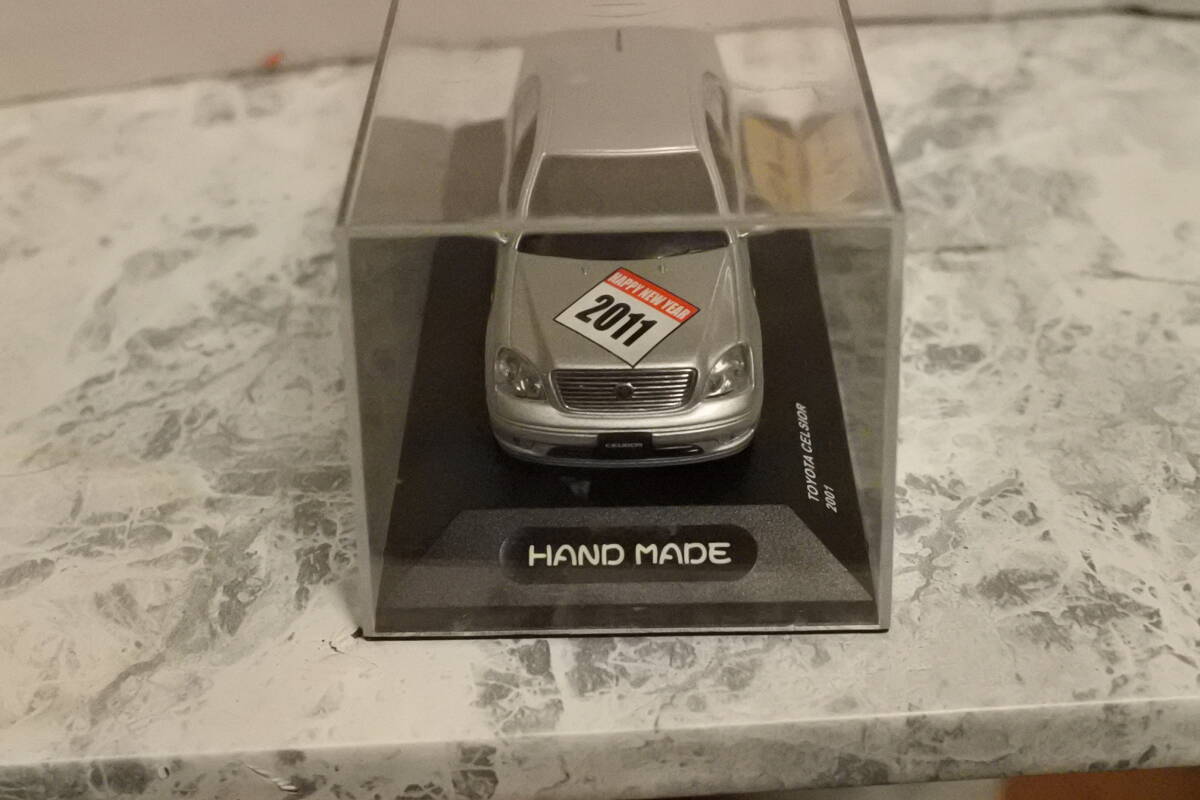 HAPPY NEW YEAR
2011
CELSIOR
TOYOTA CELSIOR
2001
HAND MADE